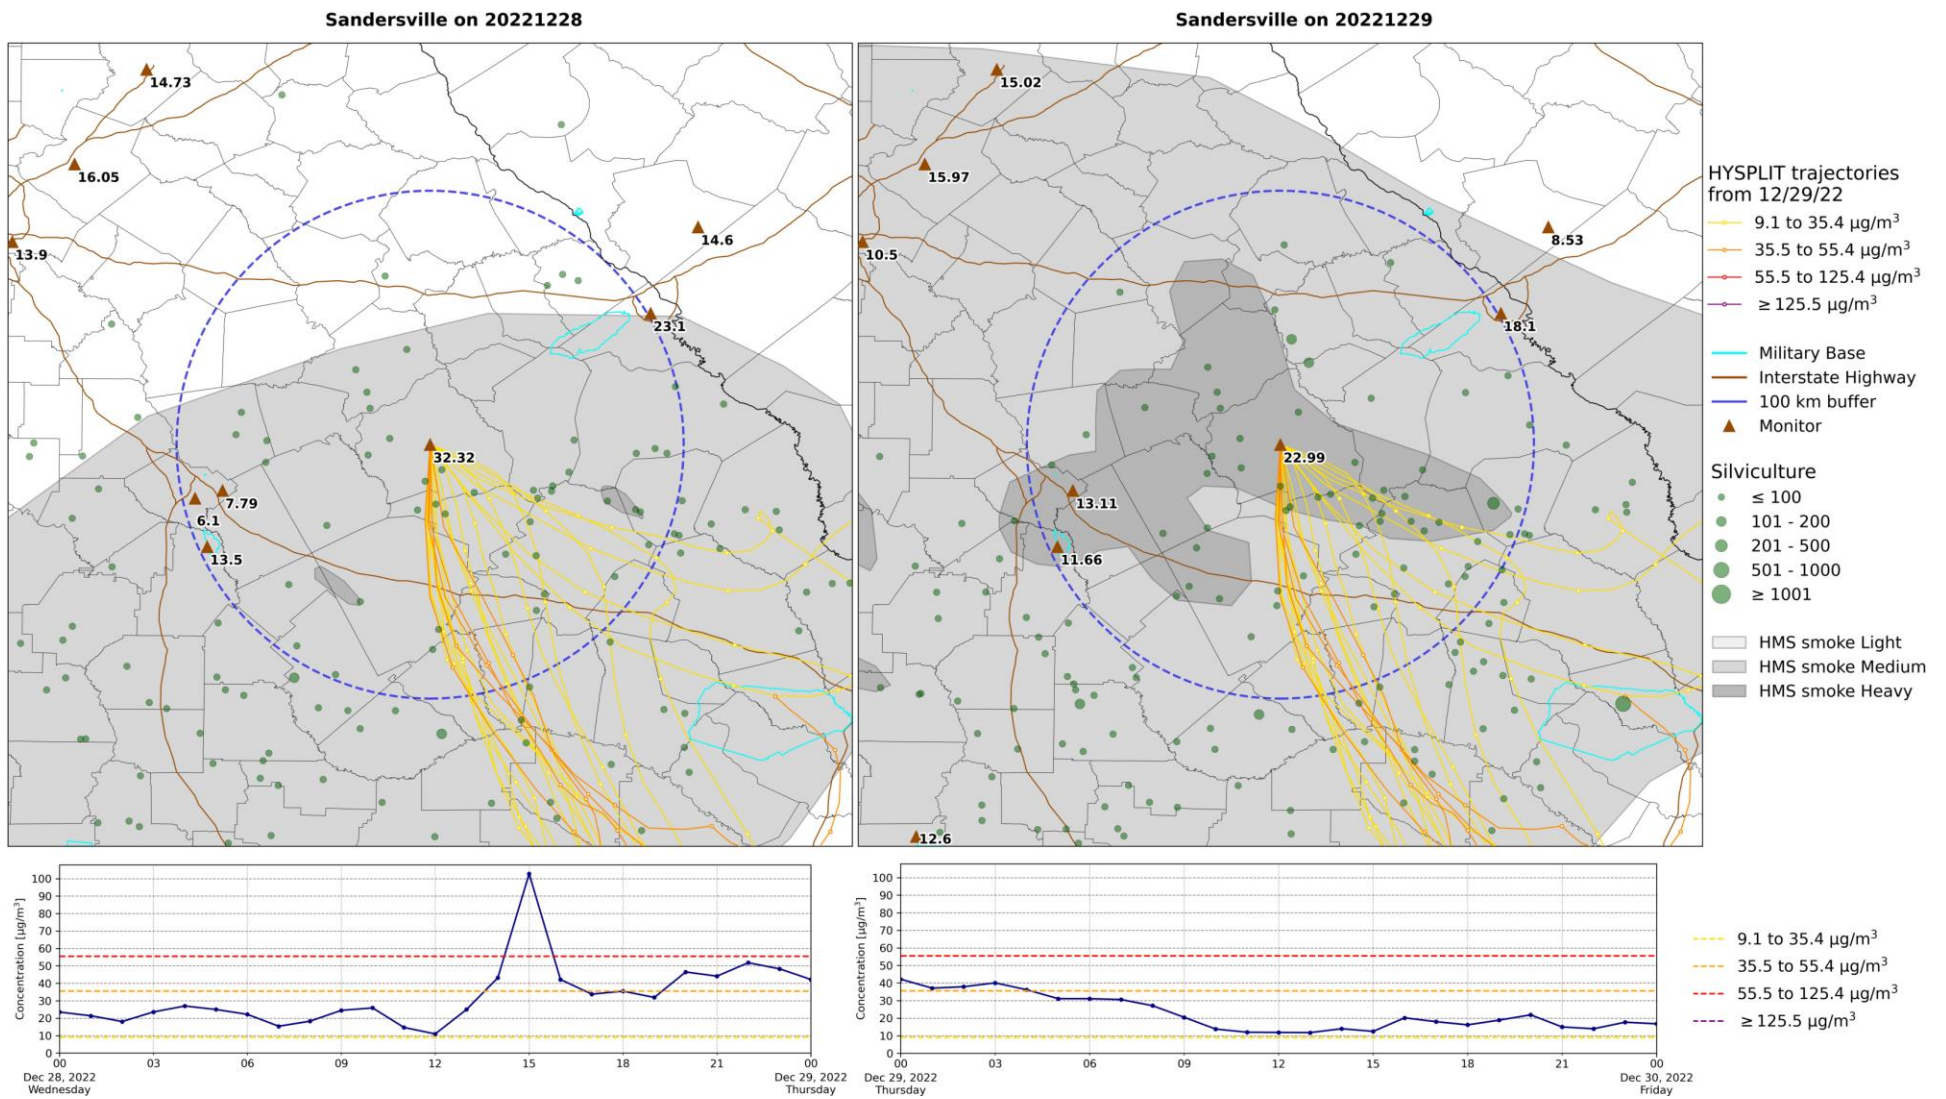 Sandersville on 20221228
14.73
16.05
13.9
14.6
23.1
32.32
7.79
6.1
13.5
Sandersville on 20221229
15.02
15.97
10.5
8.53
18.1
22.99
13.11
11.66
12.6
HYSPLIT trajectories
from 12/29/22
9.1 to 35.4 μg/m³
35.5 to 55.4 μg/m³
55.5 to 125.4 μg/m³
≥ 125.5 μg/m³
Military Base
Interstate Highway
100 km buffer
Monitor
Silviculture
≤ 100
101 - 200
201 - 500
501 - 1000
≥ 1001
HMS smoke Light
HMS smoke Medium
HMS smoke Heavy
Concentration [μg/m³]
100
90
80
70
60
50
40
30
20
10
0
00 03 06 09 12 15 18 21 00
Dec 28, 2022 Dec 29, 2022
Wednesday Thursday
Concentration [μg/m³]
100
90
80
70
60
50
40
30
20
10
0
00 03 06 09 12 15 18 21 00
Dec 29, 2022 Dec 30, 2022
Thursday Friday
9.1 to 35.4 μg/m³
35.5 to 55.4 μg/m³
55.5 to 125.4 μg/m³
≥ 125.5 μg/m³